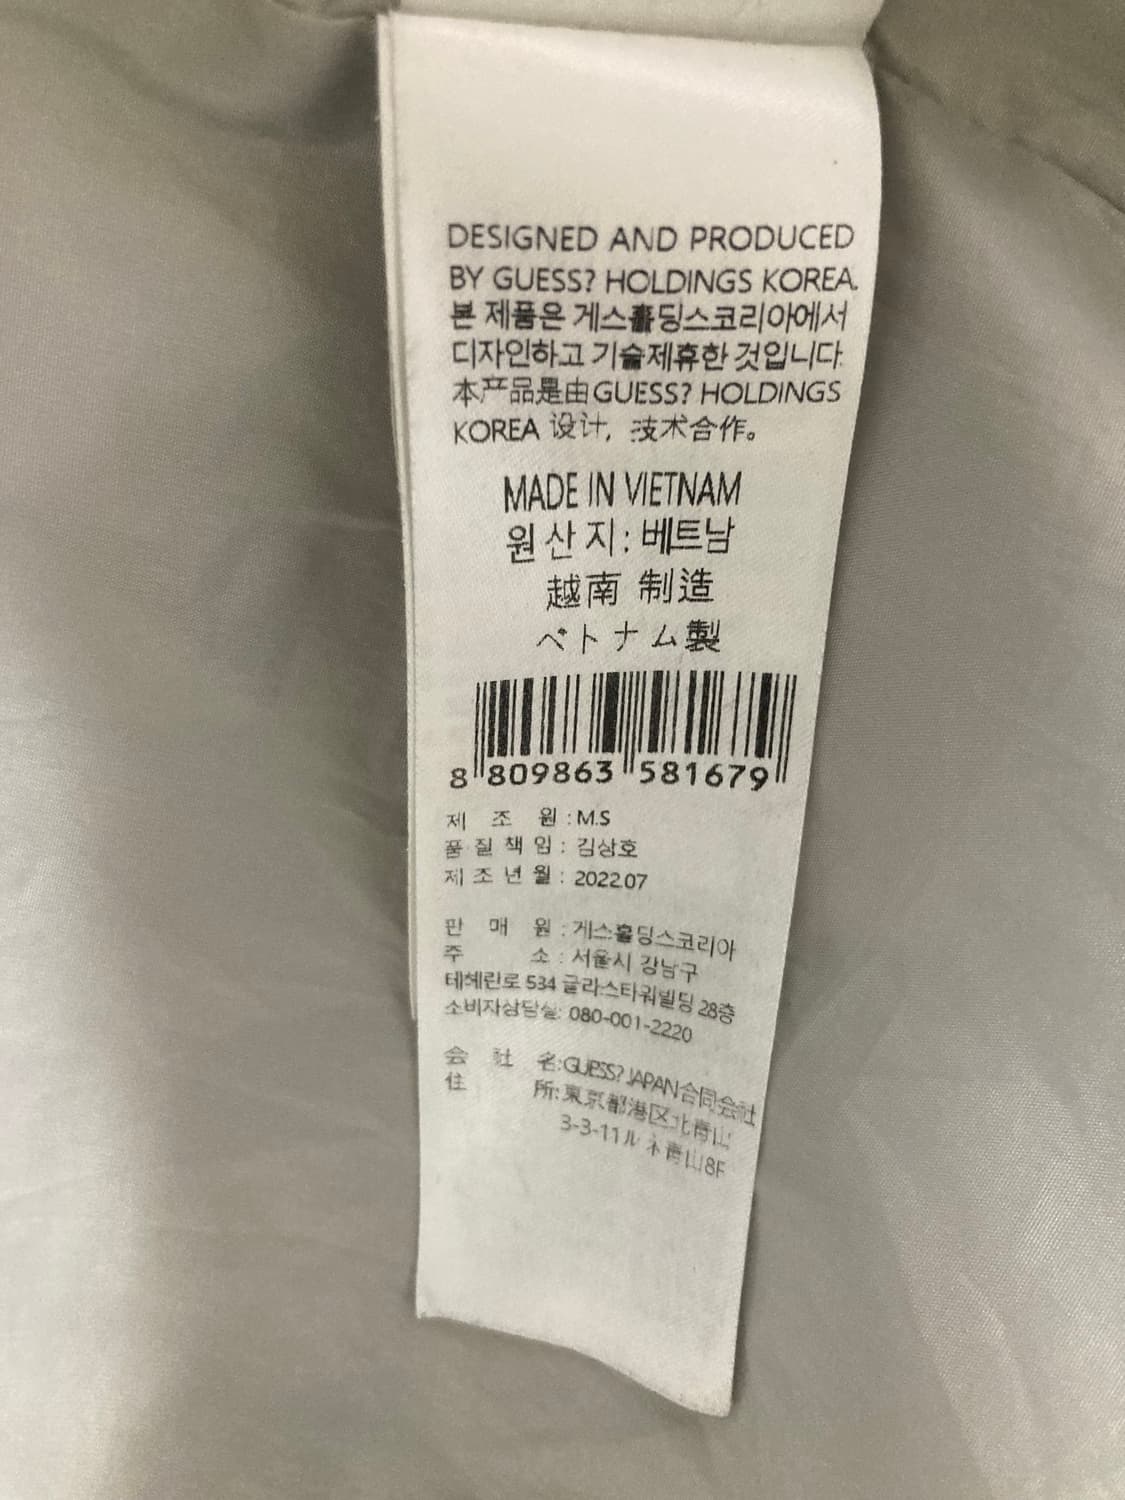 DESIGNED AND PRODUCED
BY GUESS? HOLDINGS KOREA.
본 제품은 게스홀딩스코리아에서
디자인하고 기술제휴한 것입니다.
本产品是由GUESS? HOLDINGS
KOREA 设计, 技术合作。
MADE IN VIETNAM
원산지: 베트남
越南 制造
ベトナム製
8 809863 581679
제 조 원 : M.S
품질책임 : 김상호
제조년월 : 2022.07
판 매 원 : 게스홀딩스코리아
주 소 : 서울시 강남구
테헤란로 534 글라스타워빌딩 28층
소비자상담실: 080-001-2220
会 社 名:GUESS? JAPAN合同会社
住 所:東京都港区北青山
3-3-11ルネ青山8F